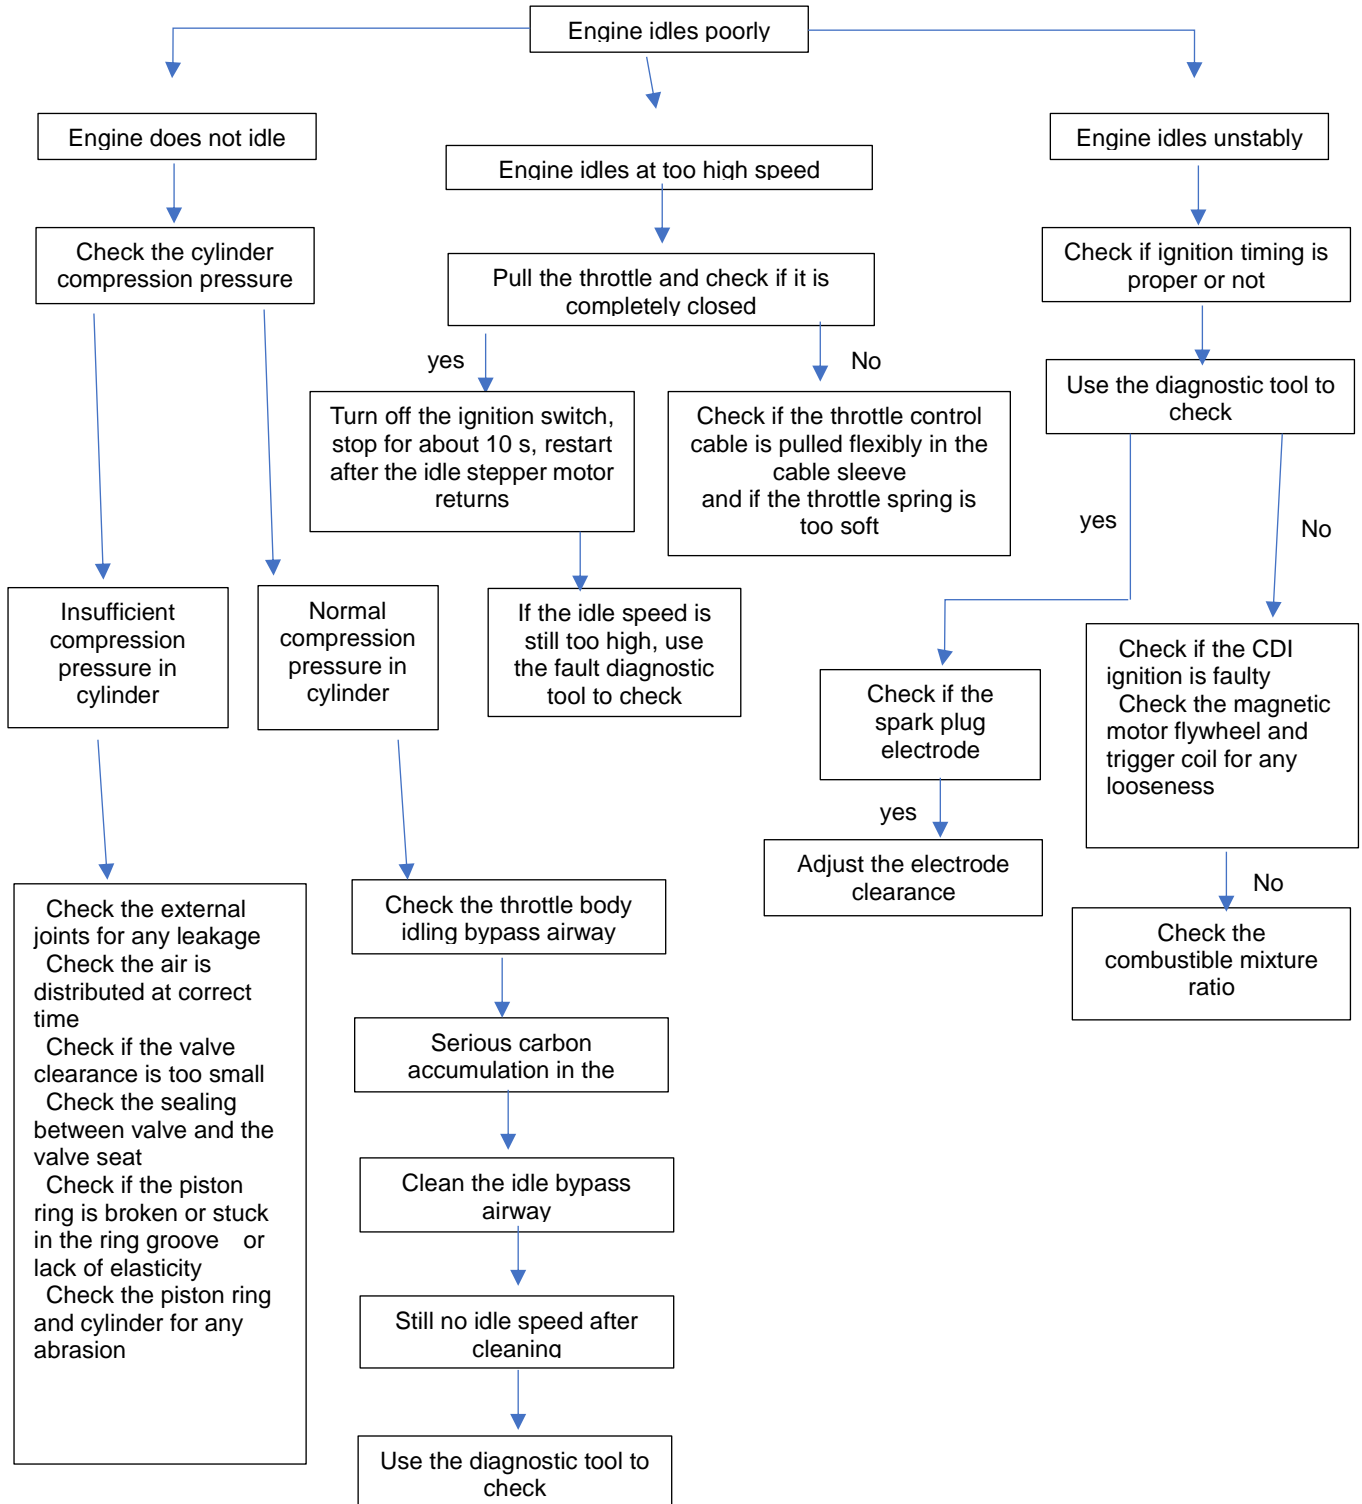 Engine idles poorly
Engine does not idle
Engine idles at too high speed
Engine idles unstably
Check the cylinder
compression pressure
Pull the throttle and check if it is
completely closed
Check if ignition timing is
proper or not
yes
No
Turn off the ignition switch,
stop for about 10 s, restart
after the idle stepper motor
returns
Check if the throttle control
cable is pulled flexibly in the
cable sleeve
and if the throttle spring is
too soft
Use the diagnostic tool to
check
yes
No
Insufficient
compression
pressure in
cylinder
Normal
compression
pressure in
cylinder
If the idle speed is
still too high, use
the fault diagnostic
tool to check
Check if the
spark plug
electrode
Check if the CDI
ignition is faulty
Check the magnetic
motor flywheel and
trigger coil for any
looseness
yes
Adjust the electrode
clearance
No
Check the
combustible mixture
ratio
Check the external
joints for any leakage
Check the air is
distributed at correct
time
Check if the valve
clearance is too small
Check the sealing
between valve and the
valve seat
Check if the piston
ring is broken or stuck
in the ring groove or
lack of elasticity
Check the piston ring
and cylinder for any
abrasion
Check the throttle body
idling bypass airway
Serious carbon
accumulation in the
Clean the idle bypass
airway
Still no idle speed after
cleaning
Use the diagnostic tool to
check